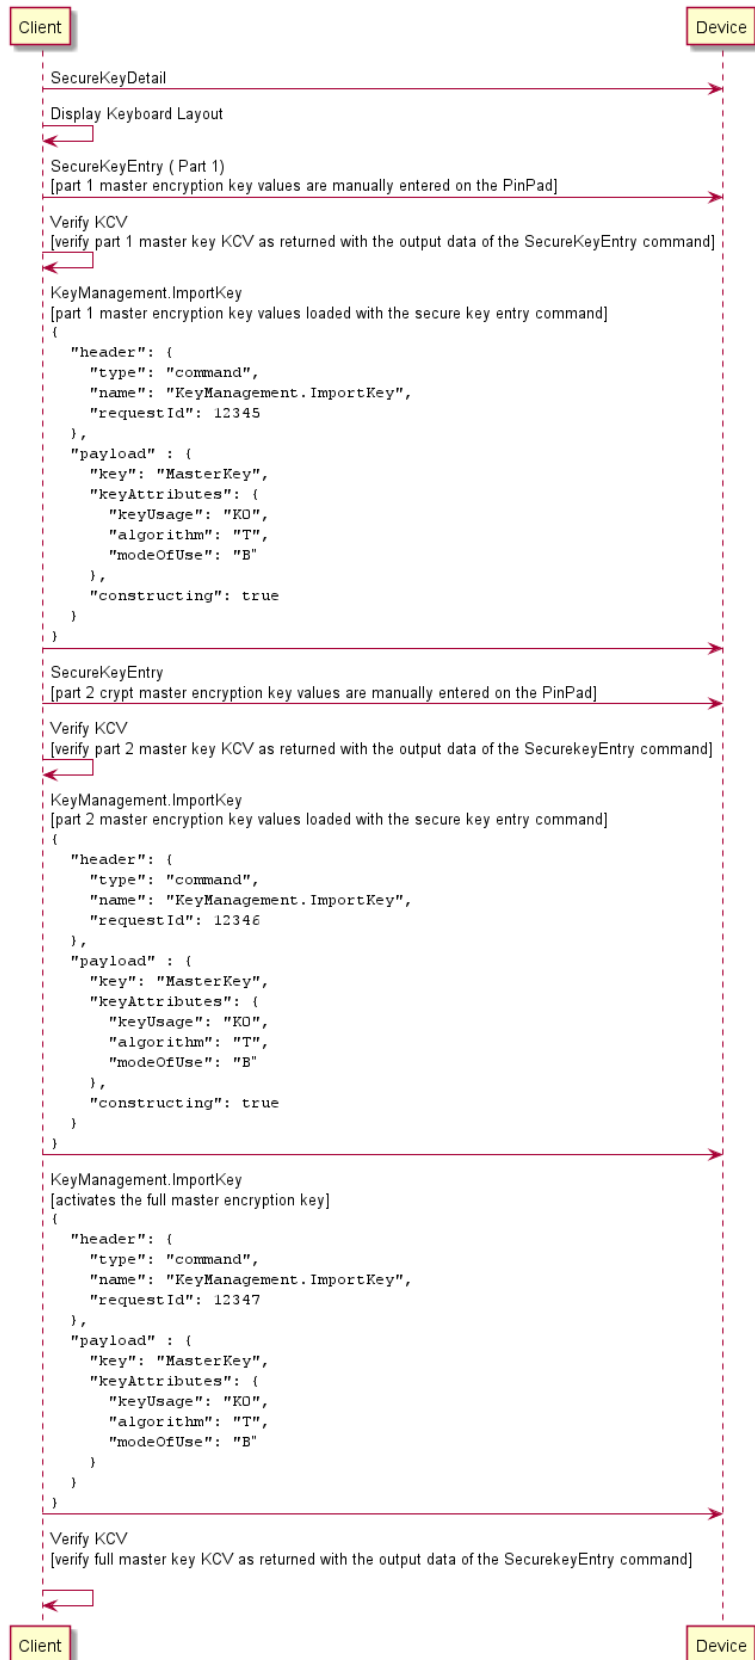 Client Device
SecureKeyDetail
Display Keyboard Layout
SecureKeyEntry ( Part 1)
[part 1 master encryption key values are manually entered on the PinPad]
Verify KCV
[verify part 1 master key KCV as returned with the output data of the SecureKeyEntry command]
KeyManagement.ImportKey
[part 1 master encryption key values loaded with the secure key entry command]
{
  "header": {
    "type": "command",
    "name": "KeyManagement.ImportKey",
    "requestId": 12345
  },
  "payload" : {
    "key": "MasterKey",
    "keyAttributes": {
      "keyUsage": "K0",
      "algorithm": "T",
      "modeOfUse": "B"
    },
    "constructing": true
  }
}
SecureKeyEntry
[part 2 crypt master encryption key values are manually entered on the PinPad]
Verify KCV
[verify part 2 master key KCV as returned with the output data of the SecurekeyEntry command]
KeyManagement.ImportKey
[part 2 master encryption key values loaded with the secure key entry command]
{
  "header": {
    "type": "command",
    "name": "KeyManagement.ImportKey",
    "requestId": 12346
  },
  "payload" : {
    "key": "MasterKey",
    "keyAttributes": {
      "keyUsage": "K0",
      "algorithm": "T",
      "modeOfUse": "B"
    },
    "constructing": true
  }
}
KeyManagement.ImportKey
[activates the full master encryption key]
{
  "header": {
    "type": "command",
    "name": "KeyManagement.ImportKey",
    "requestId": 12347
  },
  "payload" : {
    "key": "MasterKey",
    "keyAttributes": {
      "keyUsage": "K0",
      "algorithm": "T",
      "modeOfUse": "B"
    }
  }
}
Verify KCV
[verify full master key KCV as returned with the output data of the SecurekeyEntry command]
Client Device